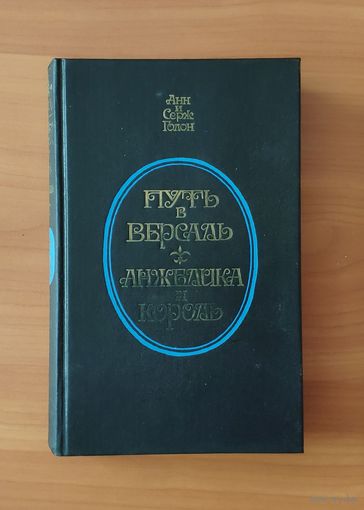 Анн
и
Серж
Голон
ПУТЬ
В
ВЕРСАЛЬ
АНЖЕЛИКА
И
КОРОЛЬ